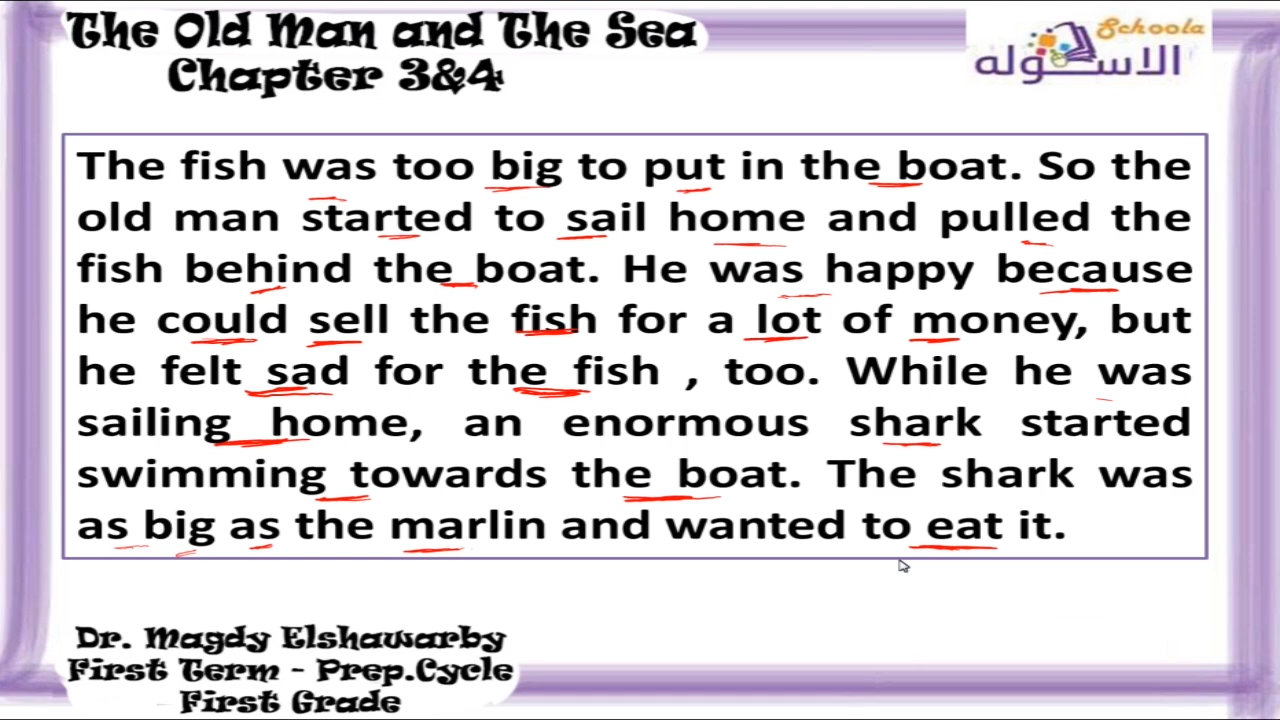 The Old Man and The Sea
Chapter 3&4
Schoola
الاسكوله
The fish was too big to put in the boat. So the
old man started to sail home and pulled the
fish behind the boat. He was happy because
he could sell the fish for a lot of money, but
he felt sad for the fish , too. While he was
sailing home, an enormous shark started
swimming towards the boat. The shark was
as big as the marlin and wanted to eat it.
Dr. Magdy Elshawarby
First Term - Prep.Cycle
First Grade